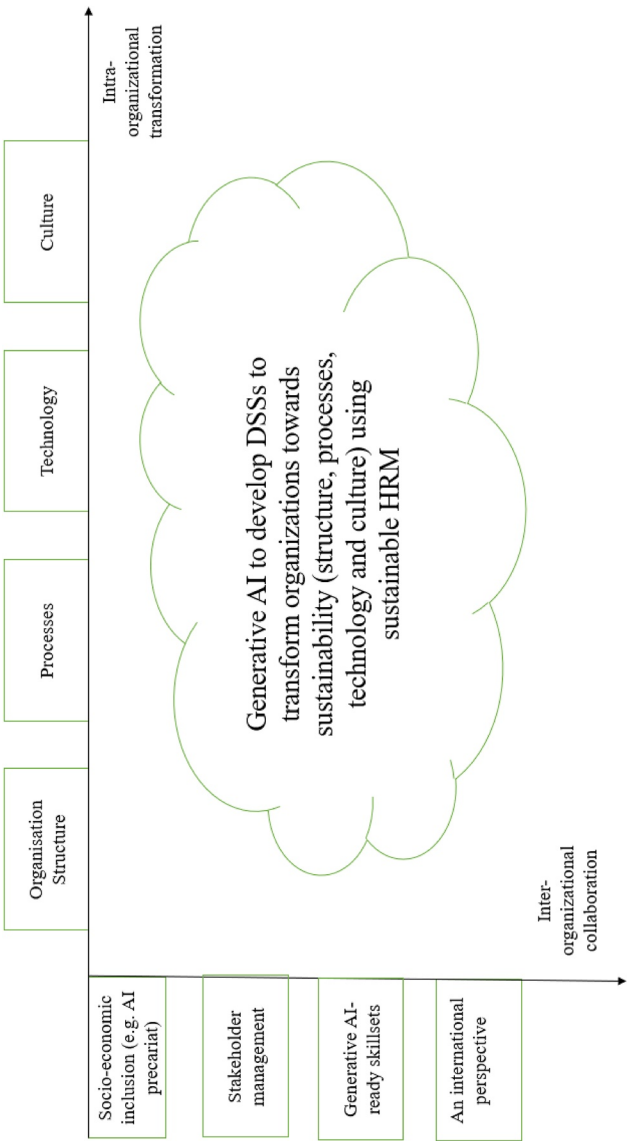 Organisation
Structure
Processes
Technology
Culture
Intra-
organizational
transformation
Socio-economic
inclusion (e.g. AI
precariat)
Stakeholder
management
Generative AI-
ready skillsets
An international
perspective
Generative AI to develop DSSs to
transform organizations towards
sustainability (structure, processes,
technology and culture) using
sustainable HRM
Inter-
organizational
collaboration